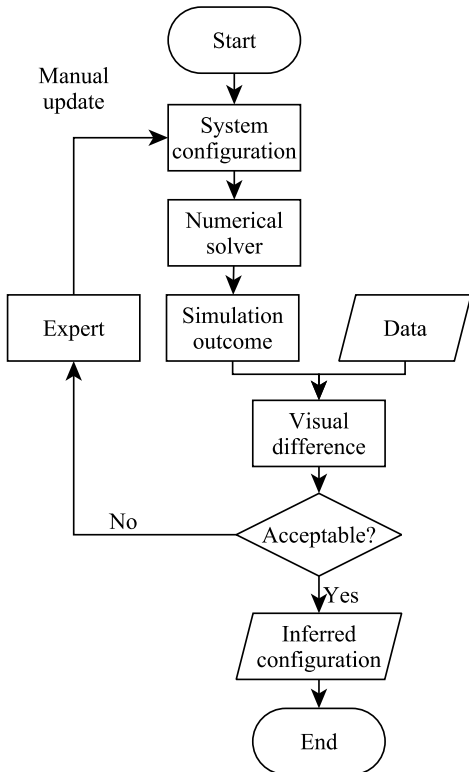 Start
Manual
update
System
configuration
Numerical
solver
Expert
Simulation
outcome
Data
Visual
difference
No
Acceptable?
Yes
Inferred
configuration
End